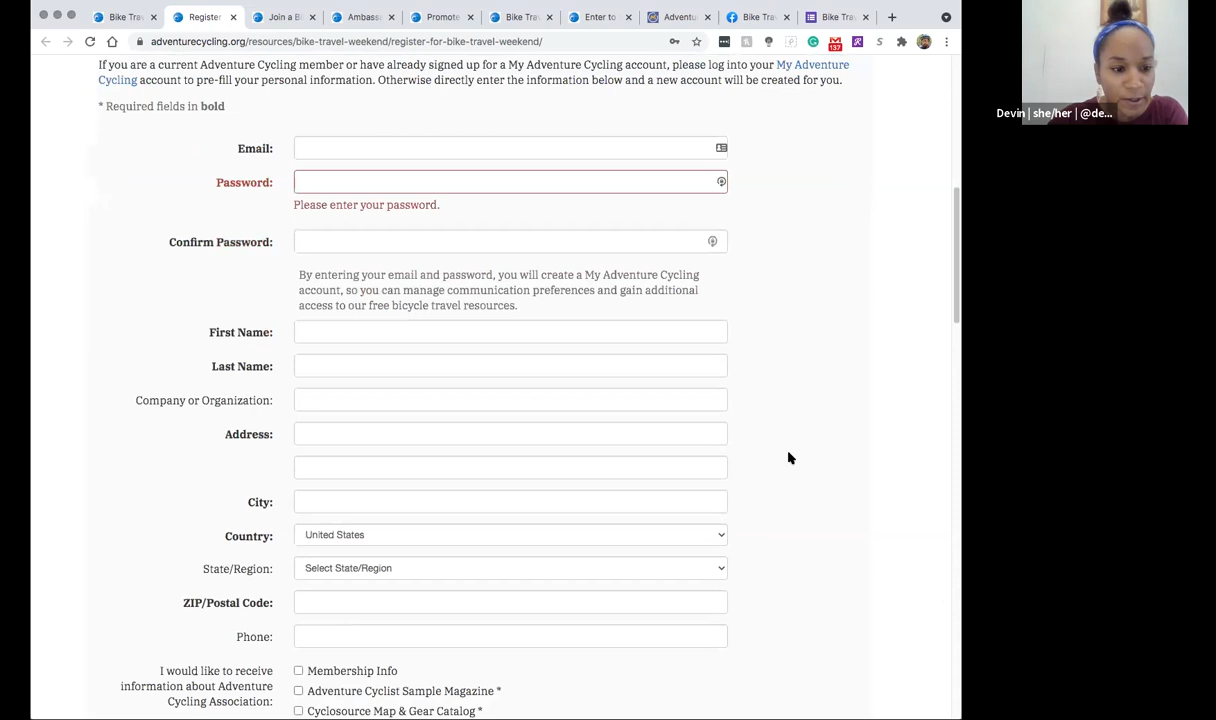 Bike Trav
Register
Join a Bi
Ambass
Promote
Bike Trav
Enter to
Adventu
Bike Trav
Bike Trav
adventurecycling.org/resources/bike-travel-weekend/register-for-bike-travel-weekend/
137
If you are a current Adventure Cycling member or have already signed up for a My Adventure Cycling account, please log into your My Adventure
Cycling account to pre-fill your personal information. Otherwise directly enter the information below and a new account will be created for you.
* Required fields in bold
Email:
Password:
Please enter your password.
Confirm Password:
By entering your email and password, you will create a My Adventure Cycling
account, so you can manage communication preferences and gain additional
access to our free bicycle travel resources.
First Name:
Last Name:
Company or Organization:
Address:
City:
Country: United States
State/Region: Select State/Region
ZIP/Postal Code:
Phone:
I would like to receive
information about Adventure
Cycling Association:
Membership Info
Adventure Cyclist Sample Magazine *
Cyclosource Map & Gear Catalog *
Devin | she/her | @de...